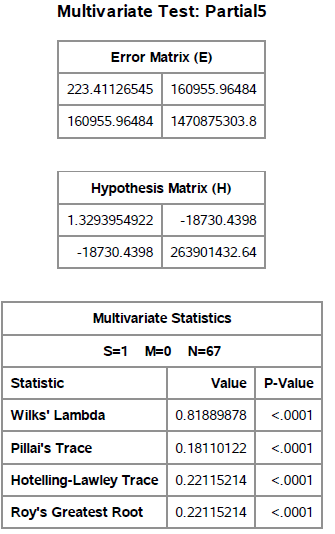 Multivariate Test: Partial5
Error Matrix (E)
223.41126545 160955.96484
160955.96484 1470875303.8
Hypothesis Matrix (H)
1.3293954922 -18730.4398
-18730.4398 263901432.64
Multivariate Statistics
S=1 M=0 N=67
Statistic Value P-Value
Wilks' Lambda 0.81889878 <.0001
Pillai's Trace 0.18110122 <.0001
Hotelling-Lawley Trace 0.22115214 <.0001
Roy's Greatest Root 0.22115214 <.0001